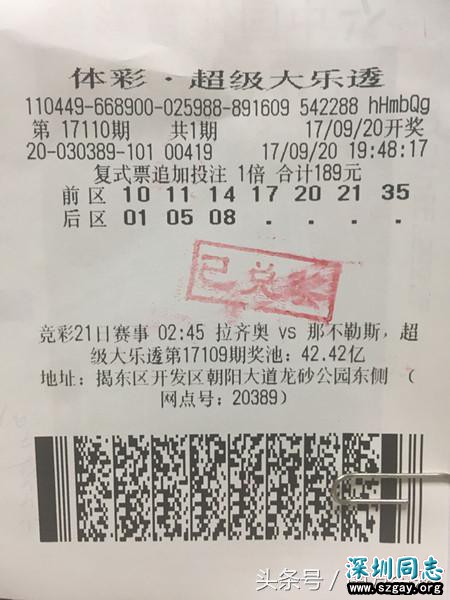 体彩·超级大乐透
110449-668900-025988-891609 542288 hHmbQg
第 17110期 共1期 17/09/20开奖
20-030389-101 00419 17/09/20 19:48:17
复式票追加投注 1倍 合计189元
前区 10 11 14 17 20 21 35
后区 01 05 08 . . . .
已兑奖
竞彩21日赛事 02:45 拉齐奥 vs 那不勒斯，超
级大乐透第17109期奖池：42.42亿
地址：揭东区开发区朝阳大道龙砂公园东侧 （
网点号：20389）
头条号/
深圳同志
www.szgay.org